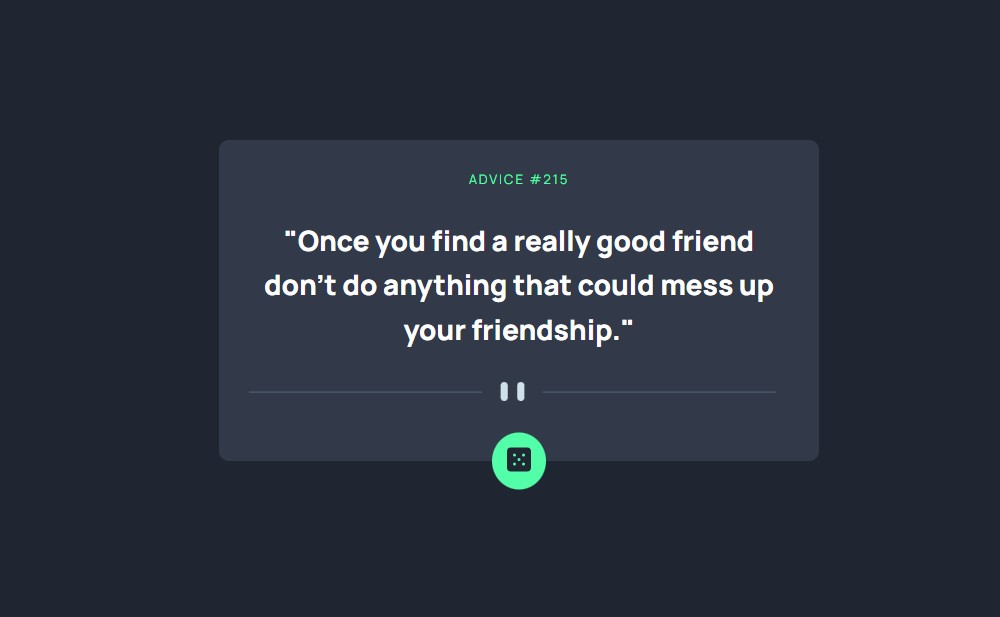 ADVICE #215
"Once you find a really good friend
don't do anything that could mess up
your friendship."